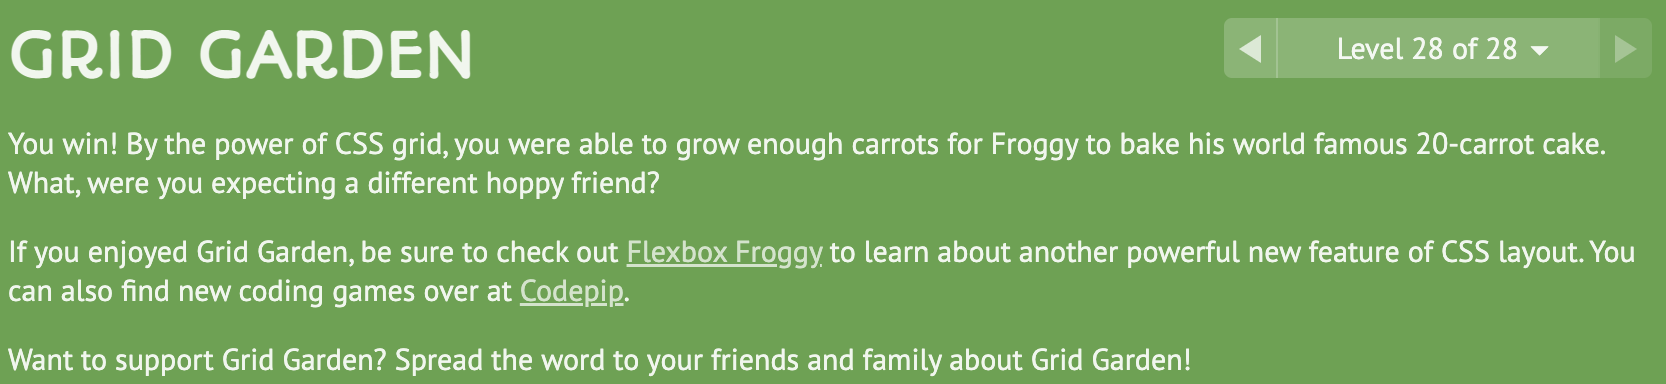 GRID GARDEN
Level 28 of 28
You win! By the power of CSS grid, you were able to grow enough carrots for Froggy to bake his world famous 20-carrot cake.
What, were you expecting a different hoppy friend?
If you enjoyed Grid Garden, be sure to check out Flexbox Froggy to learn about another powerful new feature of CSS layout. You
can also find new coding games over at Codepip.
Want to support Grid Garden? Spread the word to your friends and family about Grid Garden!